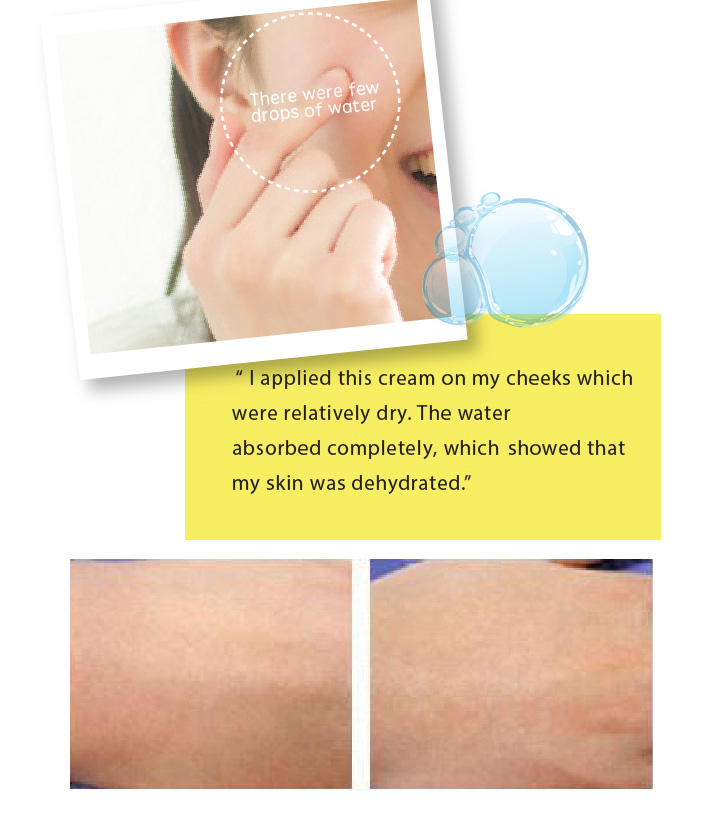 There were few
drops of water
“ I applied this cream on my cheeks which
were relatively dry. The water
absorbed completely, which showed that
my skin was dehydrated.”